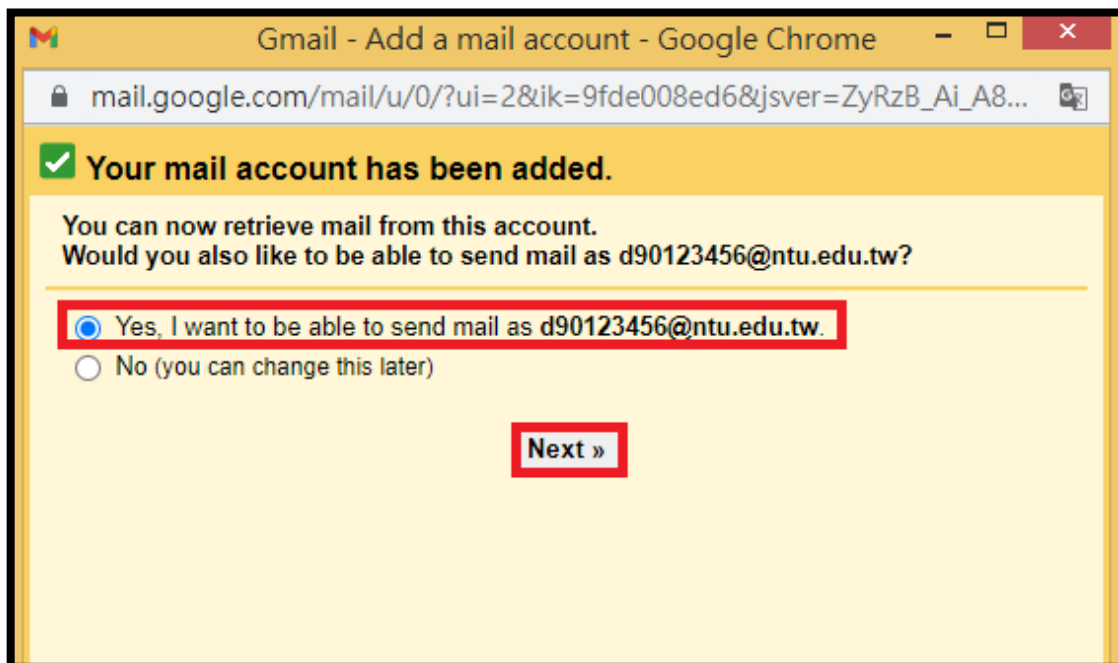 Gmail - Add a mail account - Google Chrome
mail.google.com/mail/u/0/?ui=2&ik=9fde008ed6&jsver=ZyRzB_Ai_A8...
Your mail account has been added.
You can now retrieve mail from this account.
Would you also like to be able to send mail as d90123456@ntu.edu.tw?
Yes, I want to be able to send mail as d90123456@ntu.edu.tw.
No (you can change this later)
Next »